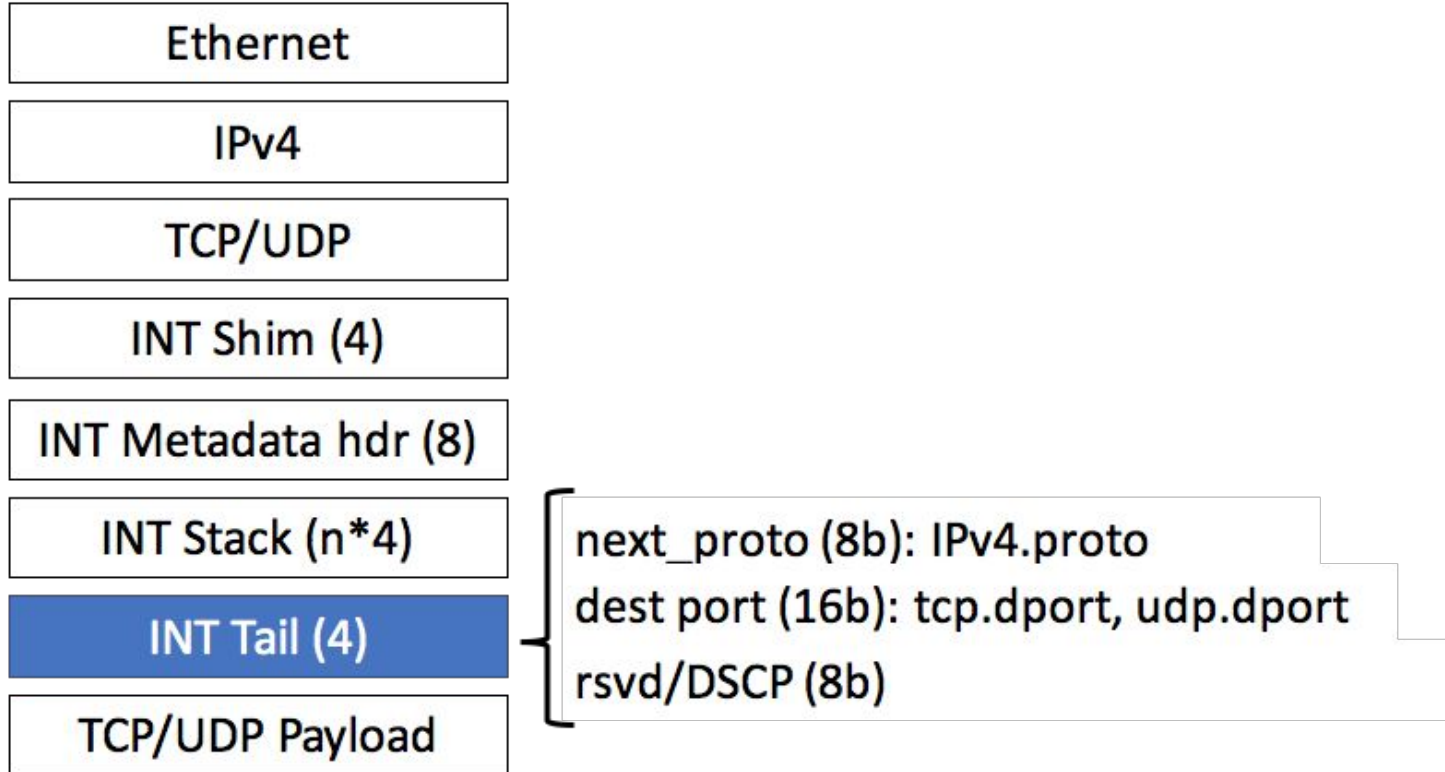 Ethernet
IPv4
TCP/UDP
INT Shim (4)
INT Metadata hdr (8)
INT Stack (n*4)
INT Tail (4)
TCP/UDP Payload
next_proto (8b): IPv4.proto
dest port (16b): tcp.dport, udp.dport
rsvd/DSCP (8b)